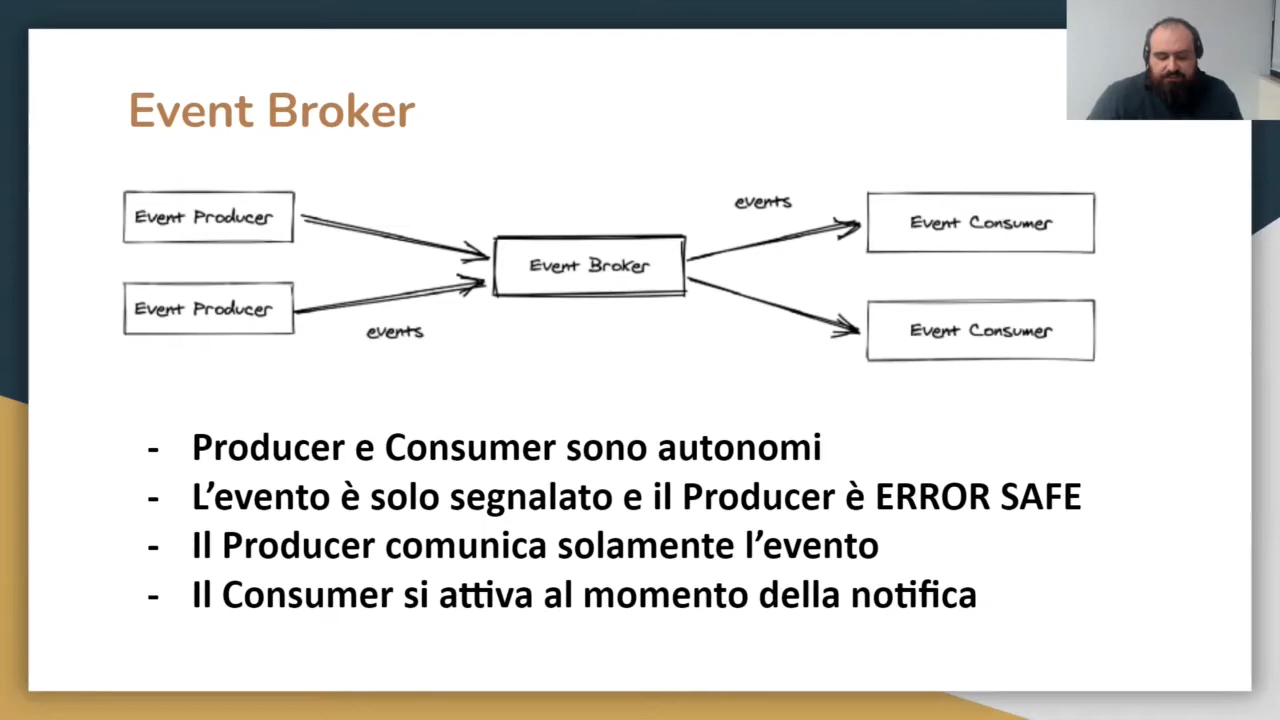 Event Broker
Event Producer
Event Producer
events
Event Broker
events
Event Consumer
Event Consumer
- Producer e Consumer sono autonomi
- L’evento è solo segnalato e il Producer è ERROR SAFE
- Il Producer comunica solamente l’evento
- Il Consumer si attiva al momento della notifica